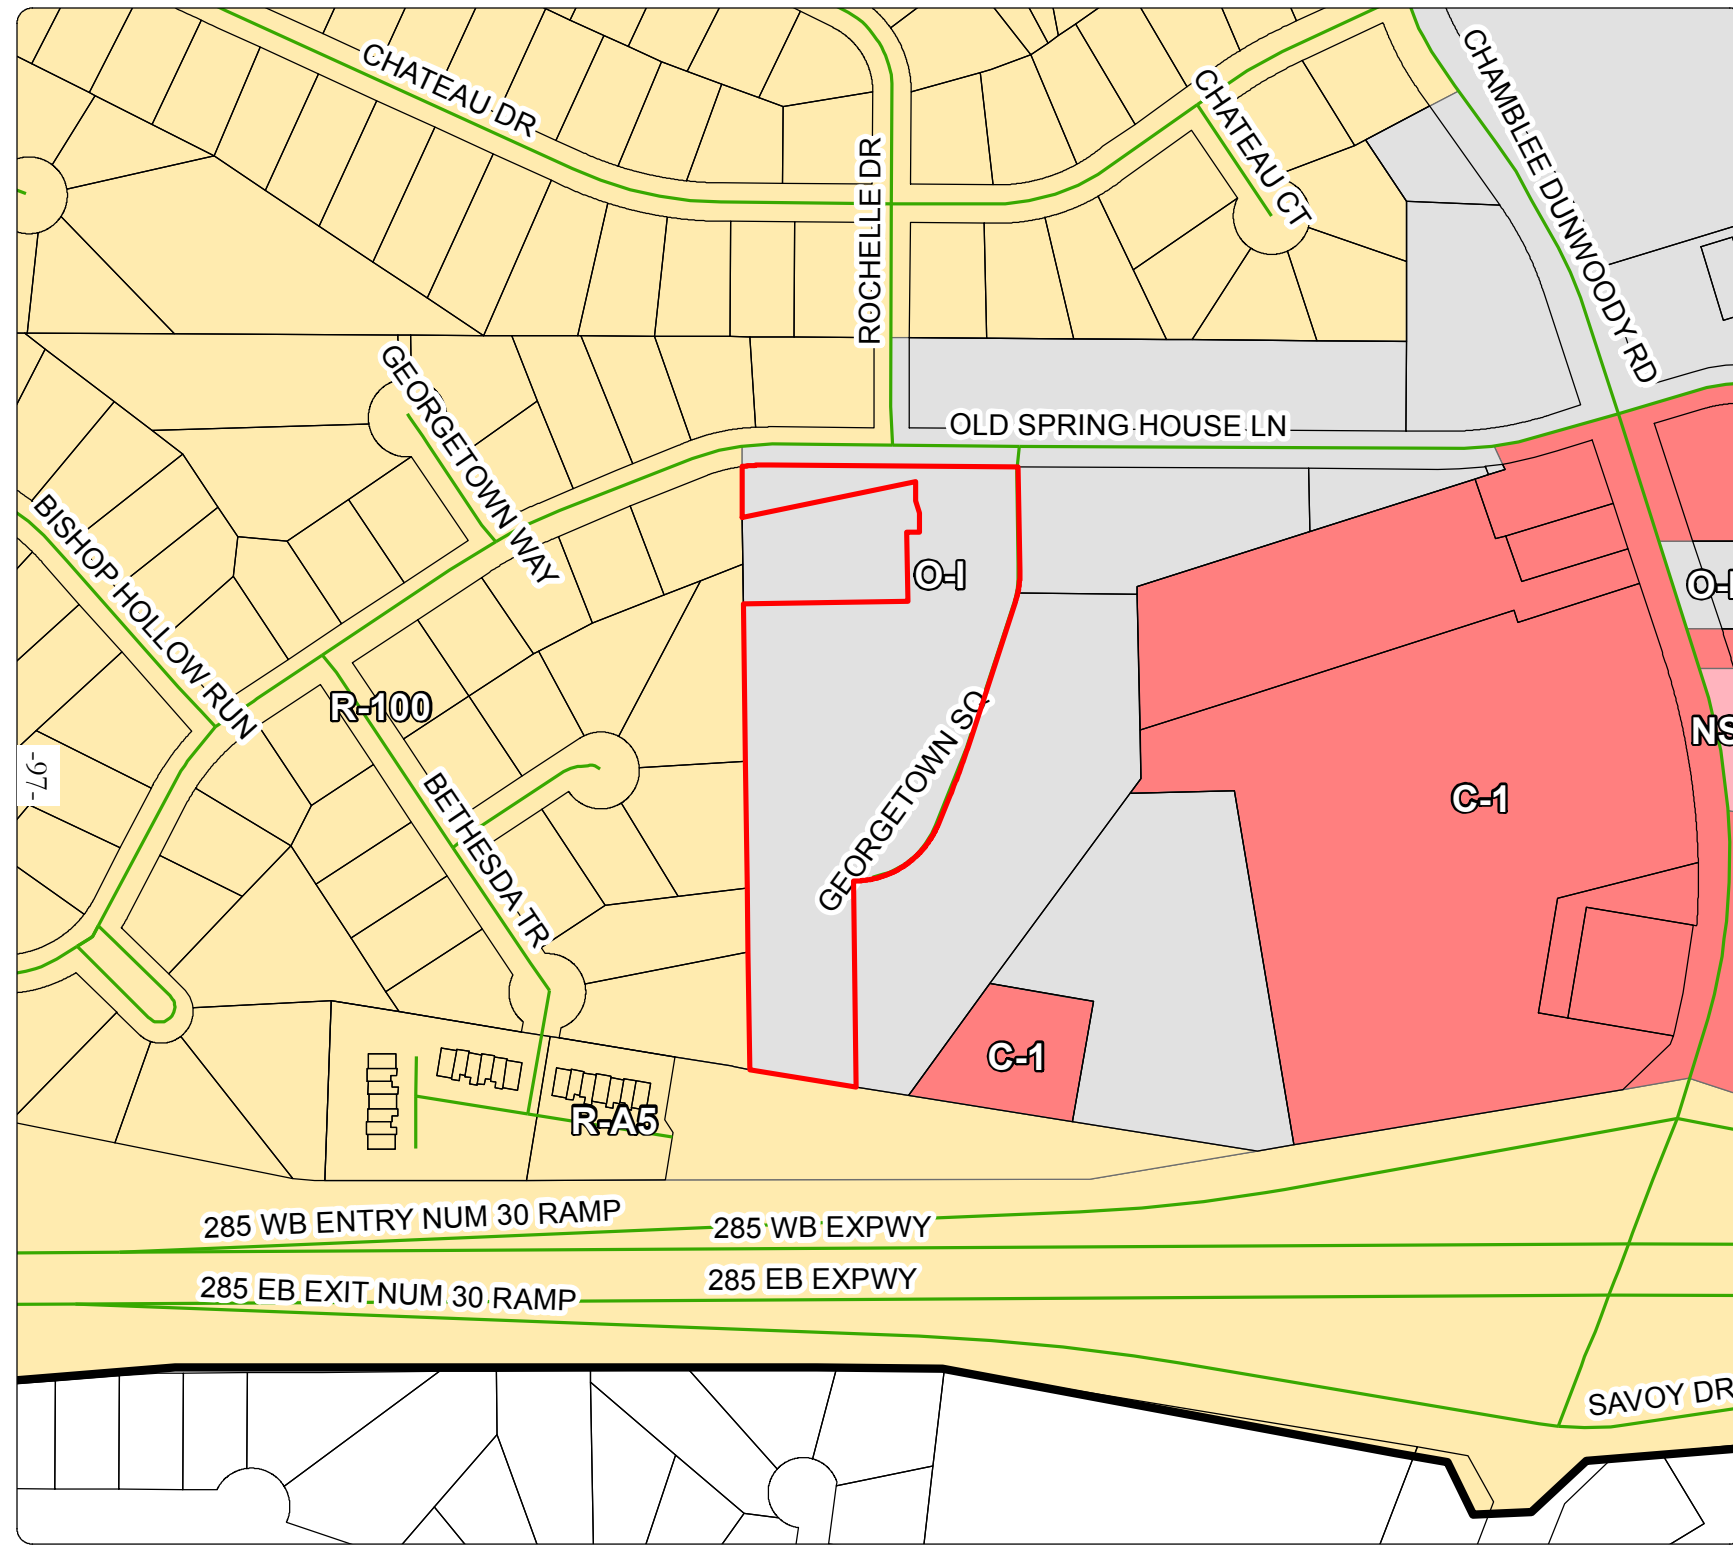 CHATEAU DR
CHATEAU CT
CHAMBLEE DUNWOODY RD
ROCHELLE DR
GEORGETOWN WAY
OLD SPRING HOUSE LN
BISHOP HOLLOW RUN
O-I
R-100
GEORGETOWN SQ
NS
-97-
BETHESDA TR
C-1
C-1
R-A5
285 WB ENTRY NUM 30 RAMP
285 WB EXPWY
285 EB EXIT NUM 30 RAMP
285 EB EXPWY
SAVOY DR